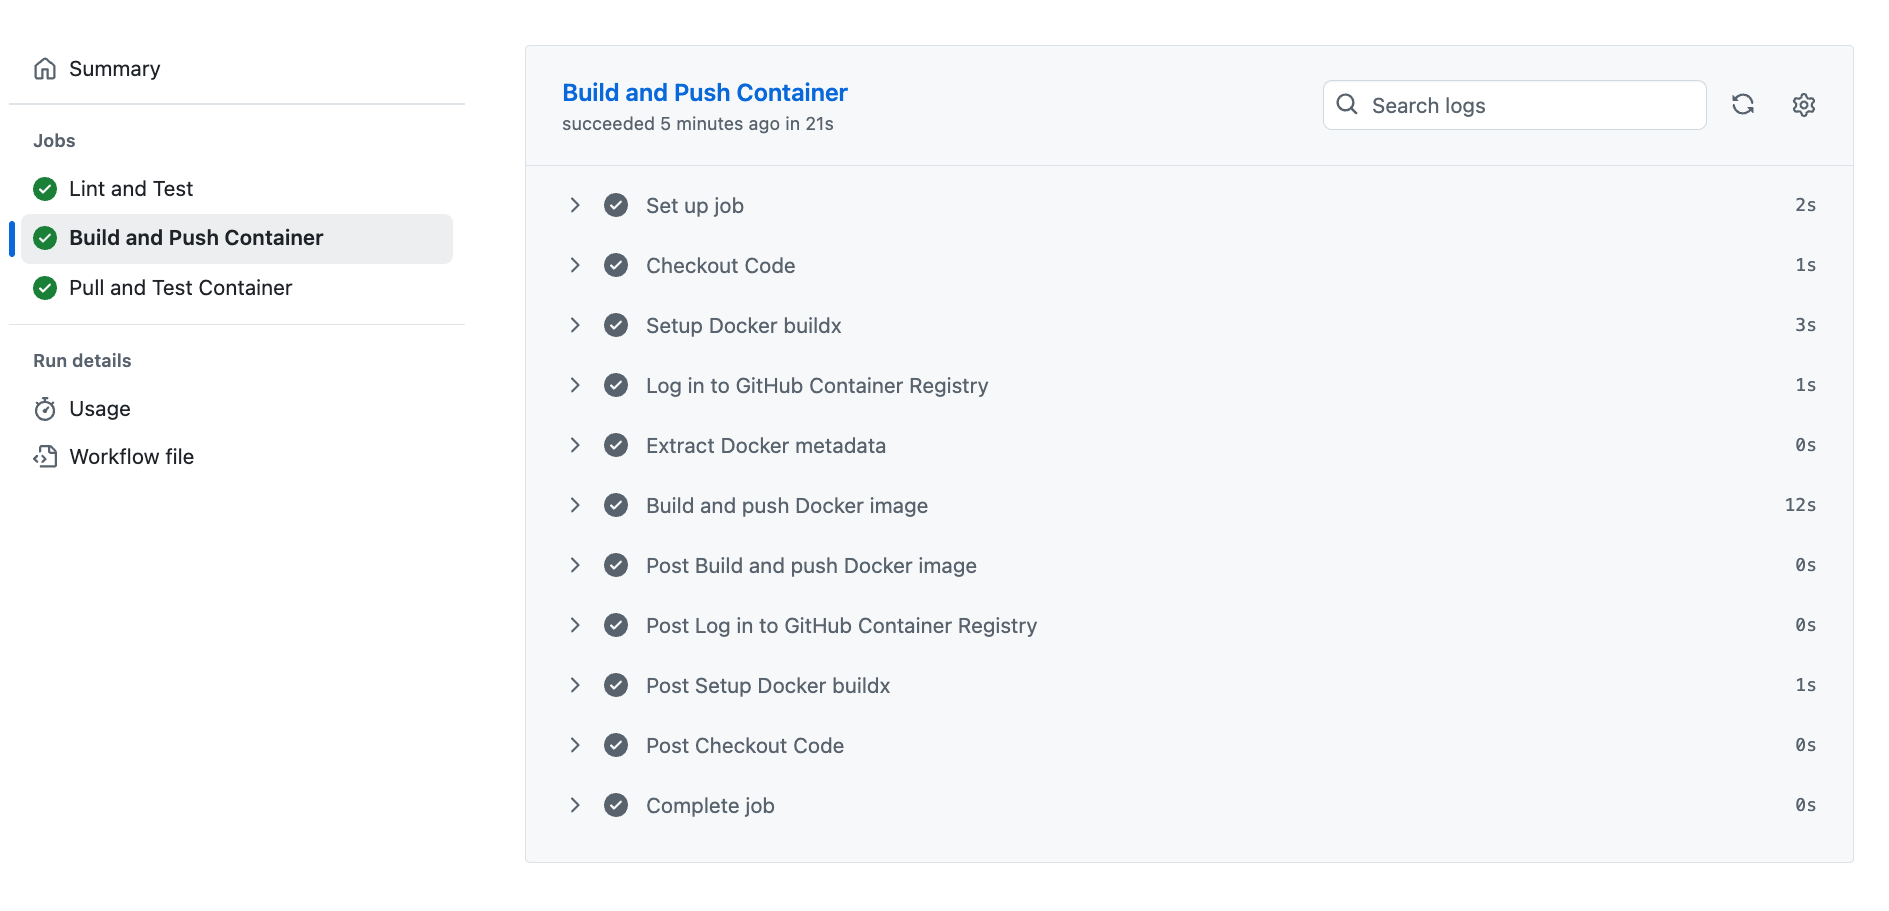 Summary
Jobs
Lint and Test
Build and Push Container
Pull and Test Container
Run details
Usage
Workflow file
Build and Push Container
succeeded 5 minutes ago in 21s
Search logs
Set up job 2s
Checkout Code 1s
Setup Docker buildx 3s
Log in to GitHub Container Registry 1s
Extract Docker metadata 0s
Build and push Docker image 12s
Post Build and push Docker image 0s
Post Log in to GitHub Container Registry 0s
Post Setup Docker buildx 1s
Post Checkout Code 0s
Complete job 0s